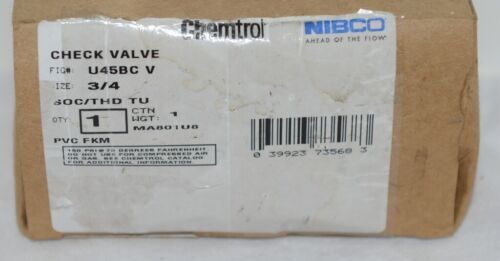 Chemtrol NIBCO
AHEAD OF THE FLOW
CHECK VALVE
FIG#: U45BC V
SIZE: 3/4
SOC/THD TU
QTY 1 CTN WGT: 1
MA801U6
PVC FKM
150 PSI@75 DEGREES FAHRENHEIT
DO NOT USE FOR COMPRESSED AIR
OR GAS. SEE CHEMTROL CATALOG
FOR ADDITIONAL INFORMATION
0 39923 73568 3